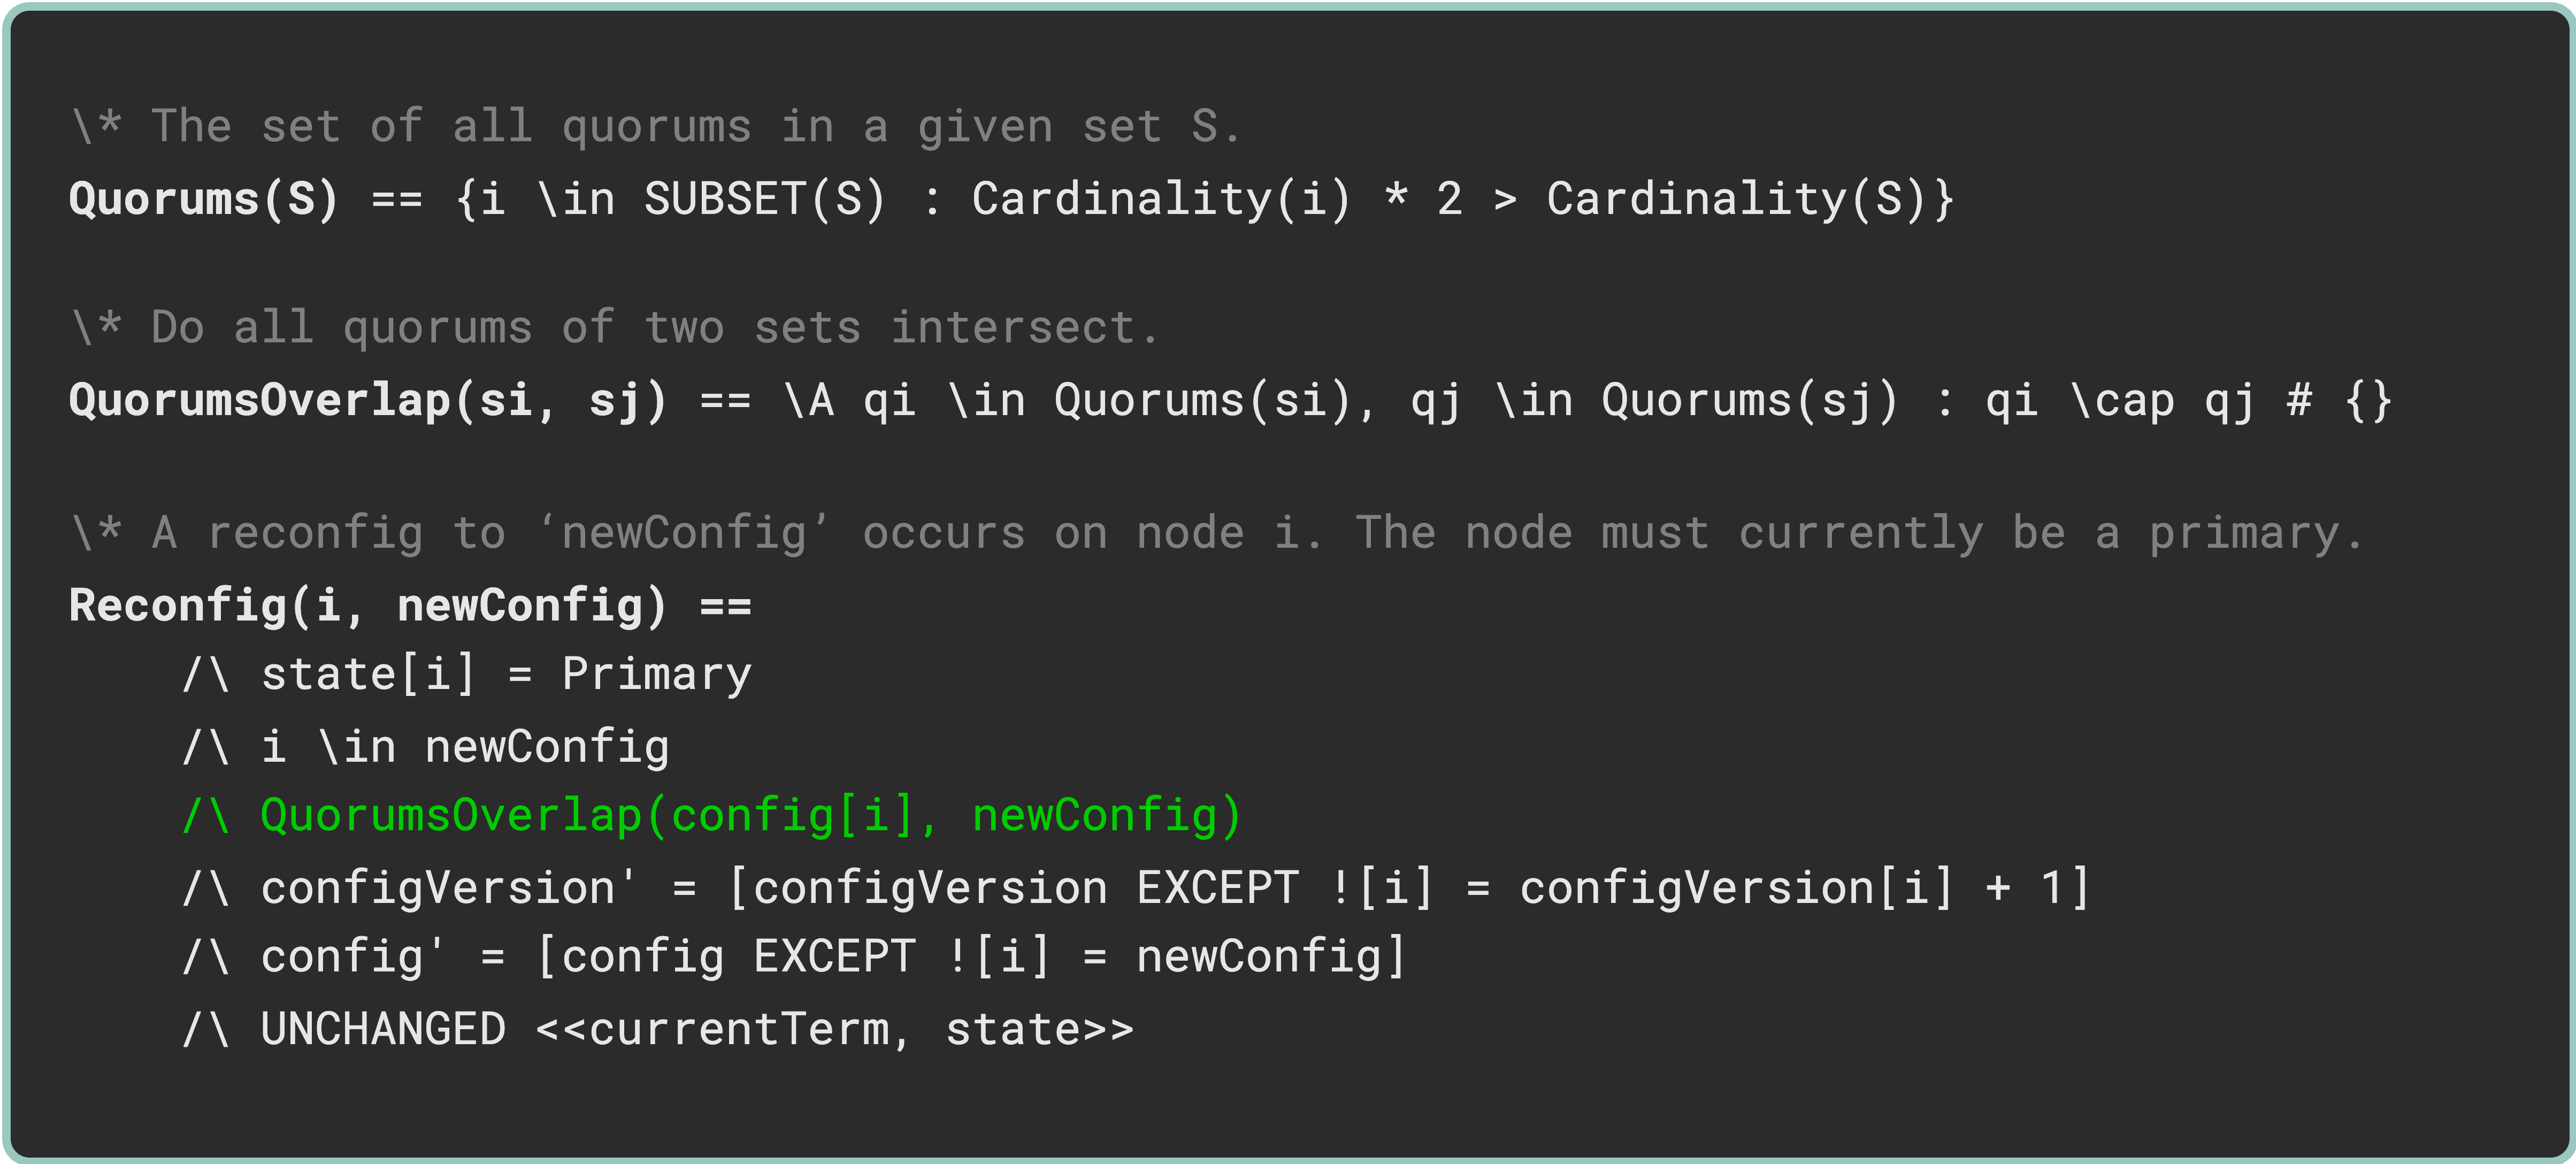 \* The set of all quorums in a given set S.
Quorums(S) == {i \in SUBSET(S) : Cardinality(i) * 2 > Cardinality(S)}
\* Do all quorums of two sets intersect.
QuorumsOverlap(si, sj) == \A qi \in Quorums(si), qj \in Quorums(sj) : qi \cap qj # {}
\* A reconfig to ‘newConfig’ occurs on node i. The node must currently be a primary.
Reconfig(i, newConfig) ==
/\ state[i] = Primary
/\ i \in newConfig
/\ QuorumsOverlap(config[i], newConfig)
/\ configVersion' = [configVersion EXCEPT ![i] = configVersion[i] + 1]
/\ config' = [config EXCEPT ![i] = newConfig]
/\ UNCHANGED <<currentTerm, state>>